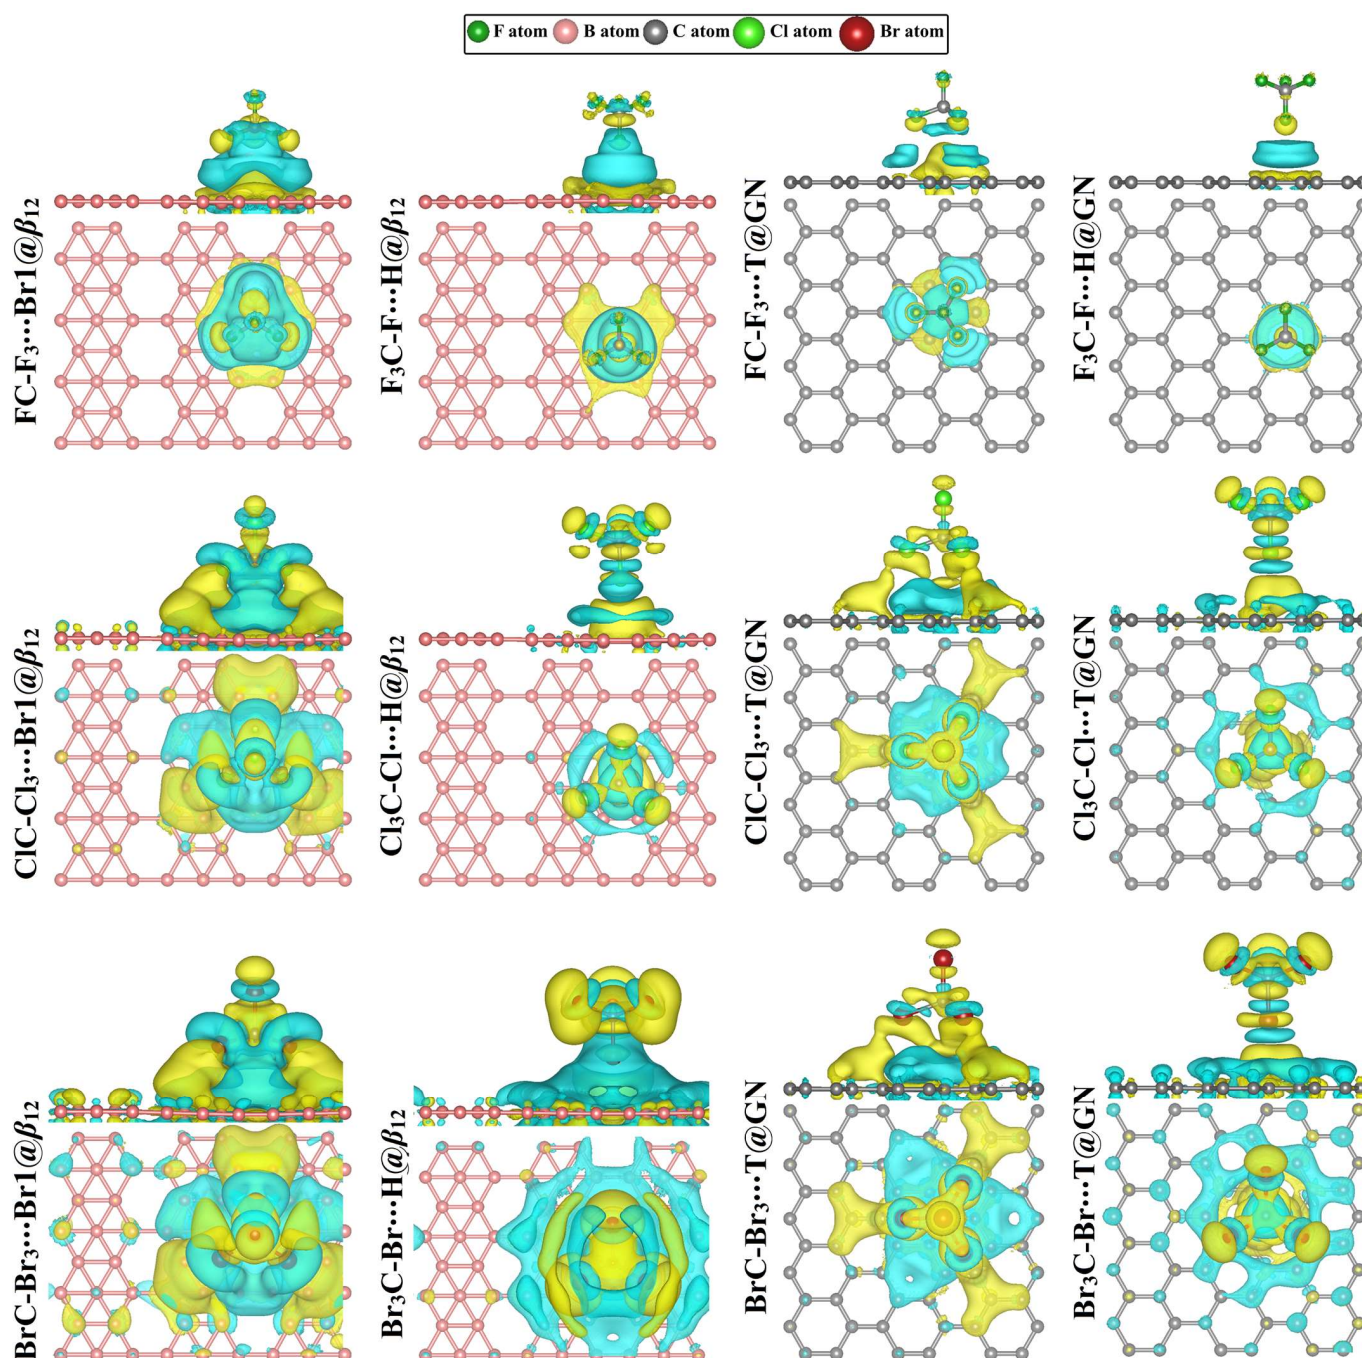 F atom B atom C atom Cl atom Br atom
FC-F₃···Br1@β₁₂
F₃C-F···H@β₁₂
FC-F₃···T@GN
F₃C-F···H@GN
ClC-Cl₃···Br1@β₁₂
Cl₃C-Cl···H@β₁₂
ClC-Cl₃···T@GN
Cl₃C-Cl···T@GN
BrC-Br₃···Br1@β₁₂
Br₃C-Br···H@β₁₂
BrC-Br₃···T@GN
Br₃C-Br···T@GN